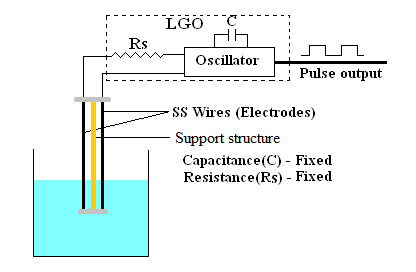 LGO
C
Rs
Oscillator
Pulse output
SS Wires (Electrodes)
Support structure
Capacitance(C) - Fixed
Resistance(Rs) - Fixed